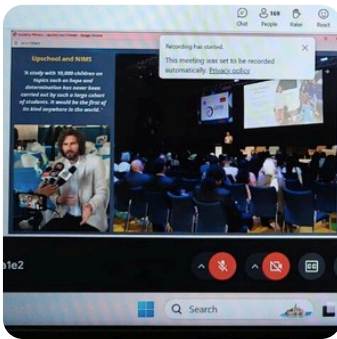 Chat
169
People
Raise
React
Recording has started.
This meeting was set to be recorded
automatically. Privacy policy
Upschool and NIMS
'A study with 10,000 children on
topics such as hope and
determination has never been
carried out by such a large cohort
of students. It would be the first of
its kind anywhere in the world.'
a1e2
CC
Search